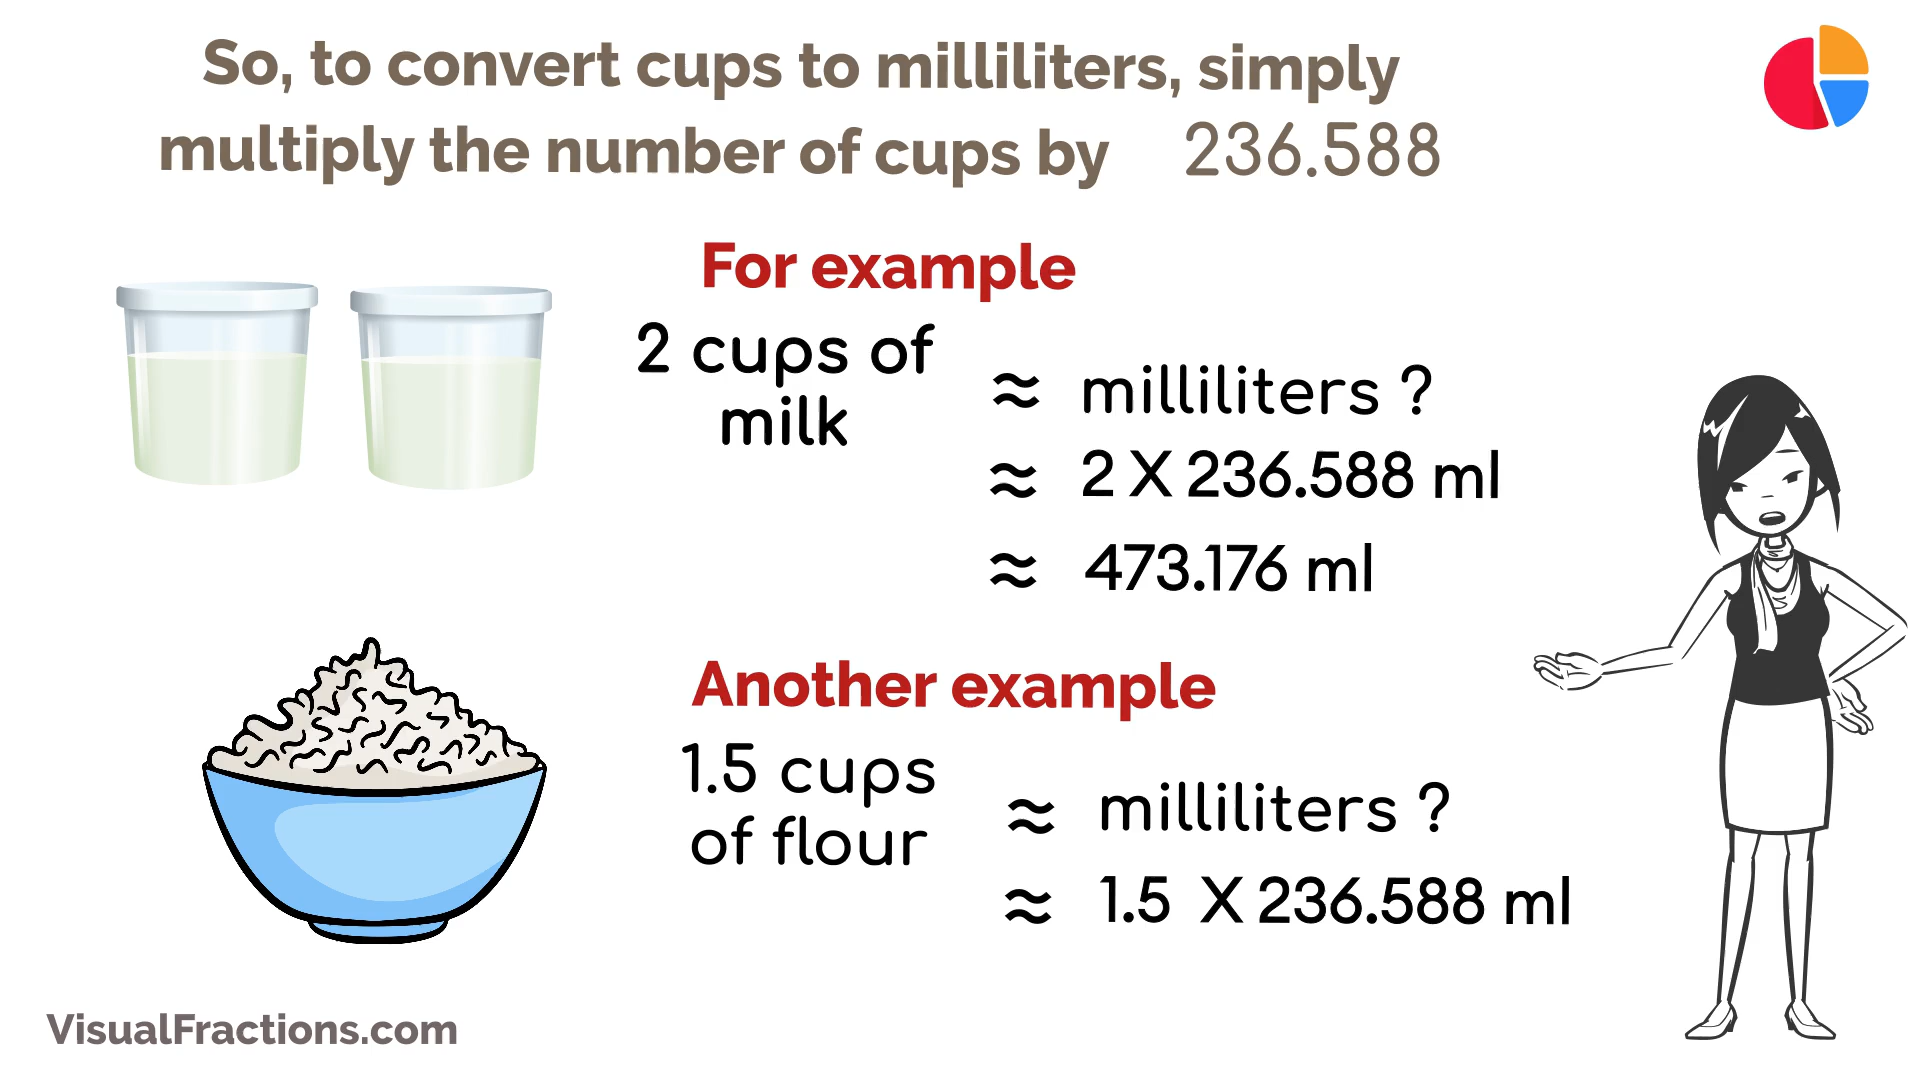 So, to convert cups to milliliters, simply
multiply the number of cups by 236.588
For example
2 cups of
milk
≈ milliliters ?
≈ 2 X 236.588 ml
≈ 473.176 ml
Another example
1.5 cups
of flour
≈ milliliters ?
≈ 1.5 X 236.588 ml
VisualFractions.com